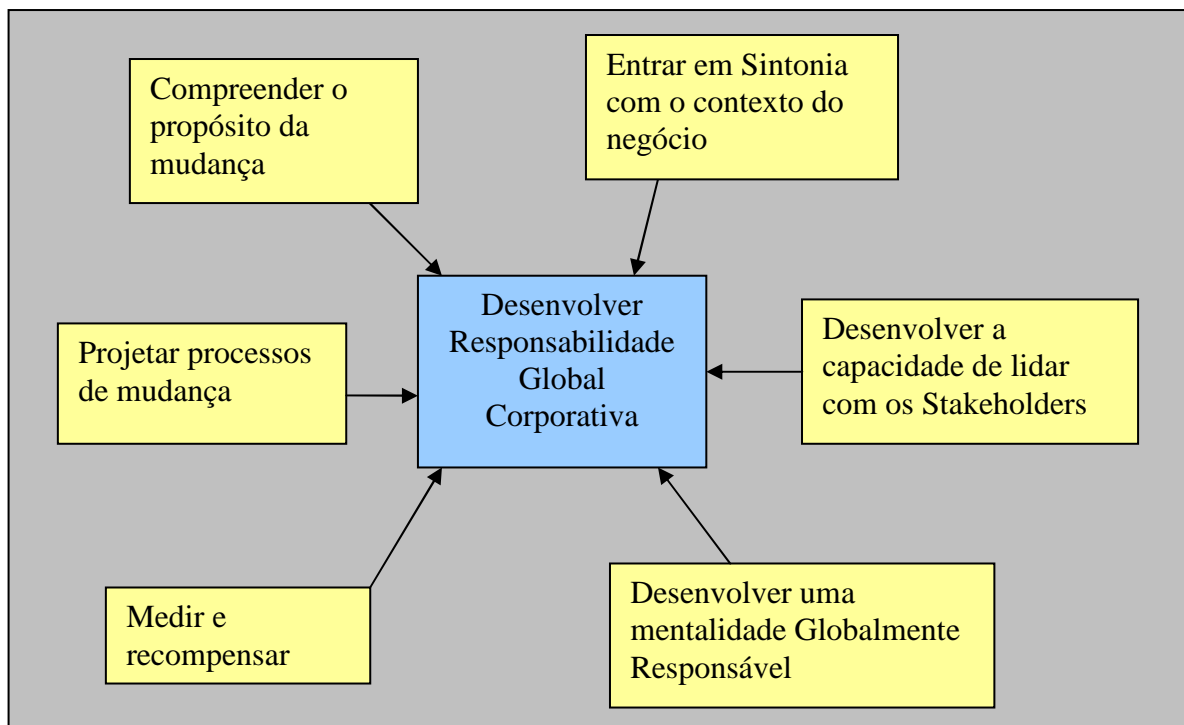 Compreender o
propósito da
mudança
Entrar em Sintonia
com o contexto do
negócio
Desenvolver
Responsabilidade
Global
Corporativa
Projetar processos
de mudança
Desenvolver a
capacidade de lidar
com os Stakeholders
Medir e
recompensar
Desenvolver uma
mentalidade Globalmente
Responsável